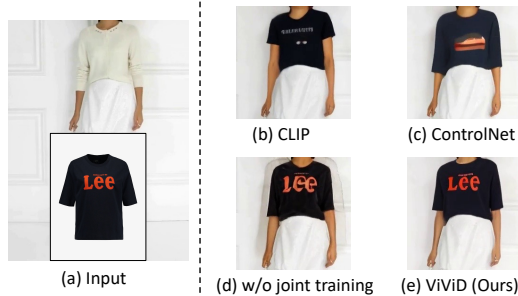 Lee
(a) Input
(b) CLIP
(c) ControlNet
Lee
(d) w/o joint training
Lee
(e) ViViD (Ours)